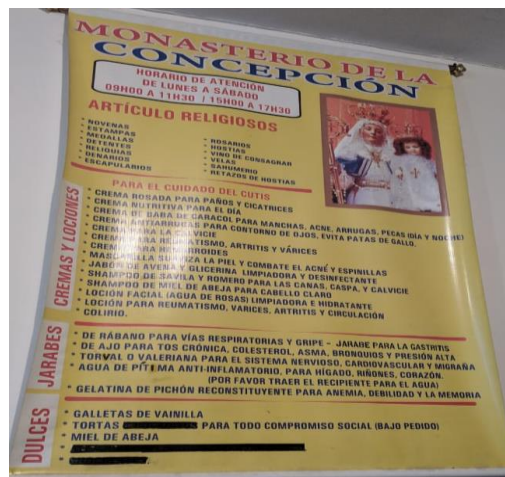 MONASTERIO DE LA
CONCEPCIÓN
HORARIO DE ATENCIÓN
DE LUNES A SÁBADO
09H00 A 11H30 / 15H00 A 17H30
ARTÍCULO RELIGIOSOS
• NOVENAS
• ESTAMPAS
• MEDALLAS
• DETENTES
• RELIQUIAS
• DENARIOS
• ESCAPULARIOS
• ROSARIOS
• HOSTIAS
• VINO DE CONSAGRAR
• VELAS
• SAHUMERIO
• RETAZOS DE HOSTIAS
CREMAS Y LOCIONES
PARA EL CUIDADO DEL CUTIS
• CREMA ROSADA PARA PAÑOS Y CICATRICES
• CREMA NUTRITIVA PARA EL DÍA
• CREMA DE BABA DE CARACOL PARA MANCHAS, ACNE, ARRUGAS, PECAS (DÍA y NOCHE)
• CREMA ANTIARRUGAS PARA CONTORNO DE OJOS, EVITA PATAS DE GALLO.
• CREMA PARA LA CALVICIE
• CREMA PARA REUMATISMO, ARTRITIS Y VÁRICES
• CREMA PARA HEMORROIDES
• MASCARILLA SUAVIZA LA PIEL Y COMBATE EL ACNÉ Y ESPINILLAS
• JABÓN DE AVENA y GLICERINA LIMPIADORA Y DESINFECTANTE
• SHAMPOO DE SAVILA Y ROMERO PARA LAS CANAS, CASPA, Y CALVICIE
• SHAMPOO DE MIEL DE ABEJA PARA CABELLO CLARO
• LOCIÓN FACIAL (AGUA DE ROSAS) LIMPIADORA E HIDRATANTE
• LOCIÓN PARA REUMATISMO, VARICES, ARTRITIS Y CIRCULACIÓN
• COLIRIO.
JARABES
• DE RÁBANO PARA VÍAS RESPIRATORIAS Y GRIPE - JARABE PARA LA GASTRITIS
• DE AJO PARA TOS CRÓNICA, COLESTEROL, ASMA, BRONQUIOS Y PRESIÓN ALTA
• TORVAL O VALERIANA PARA EL SISTEMA NERVIOSO, CARDIOVASCULAR Y MIGRAÑA
• AGUA DE PÍTIMA ANTI-INFLAMATORIO, PARA HÍGADO, RIÑONES, CORAZÓN.
(POR FAVOR TRAER EL RECIPIENTE PARA EL AGUA)
• GELATINA DE PICHÓN RECONSTITUYENTE PARA ANEMIA, DEBILIDAD Y LA MEMORIA
DULCES
• GALLETAS DE VAINILLA
• TORTAS PARA TODO COMPROMISO SOCIAL (BAJO PEDIDO)
• MIEL DE ABEJA